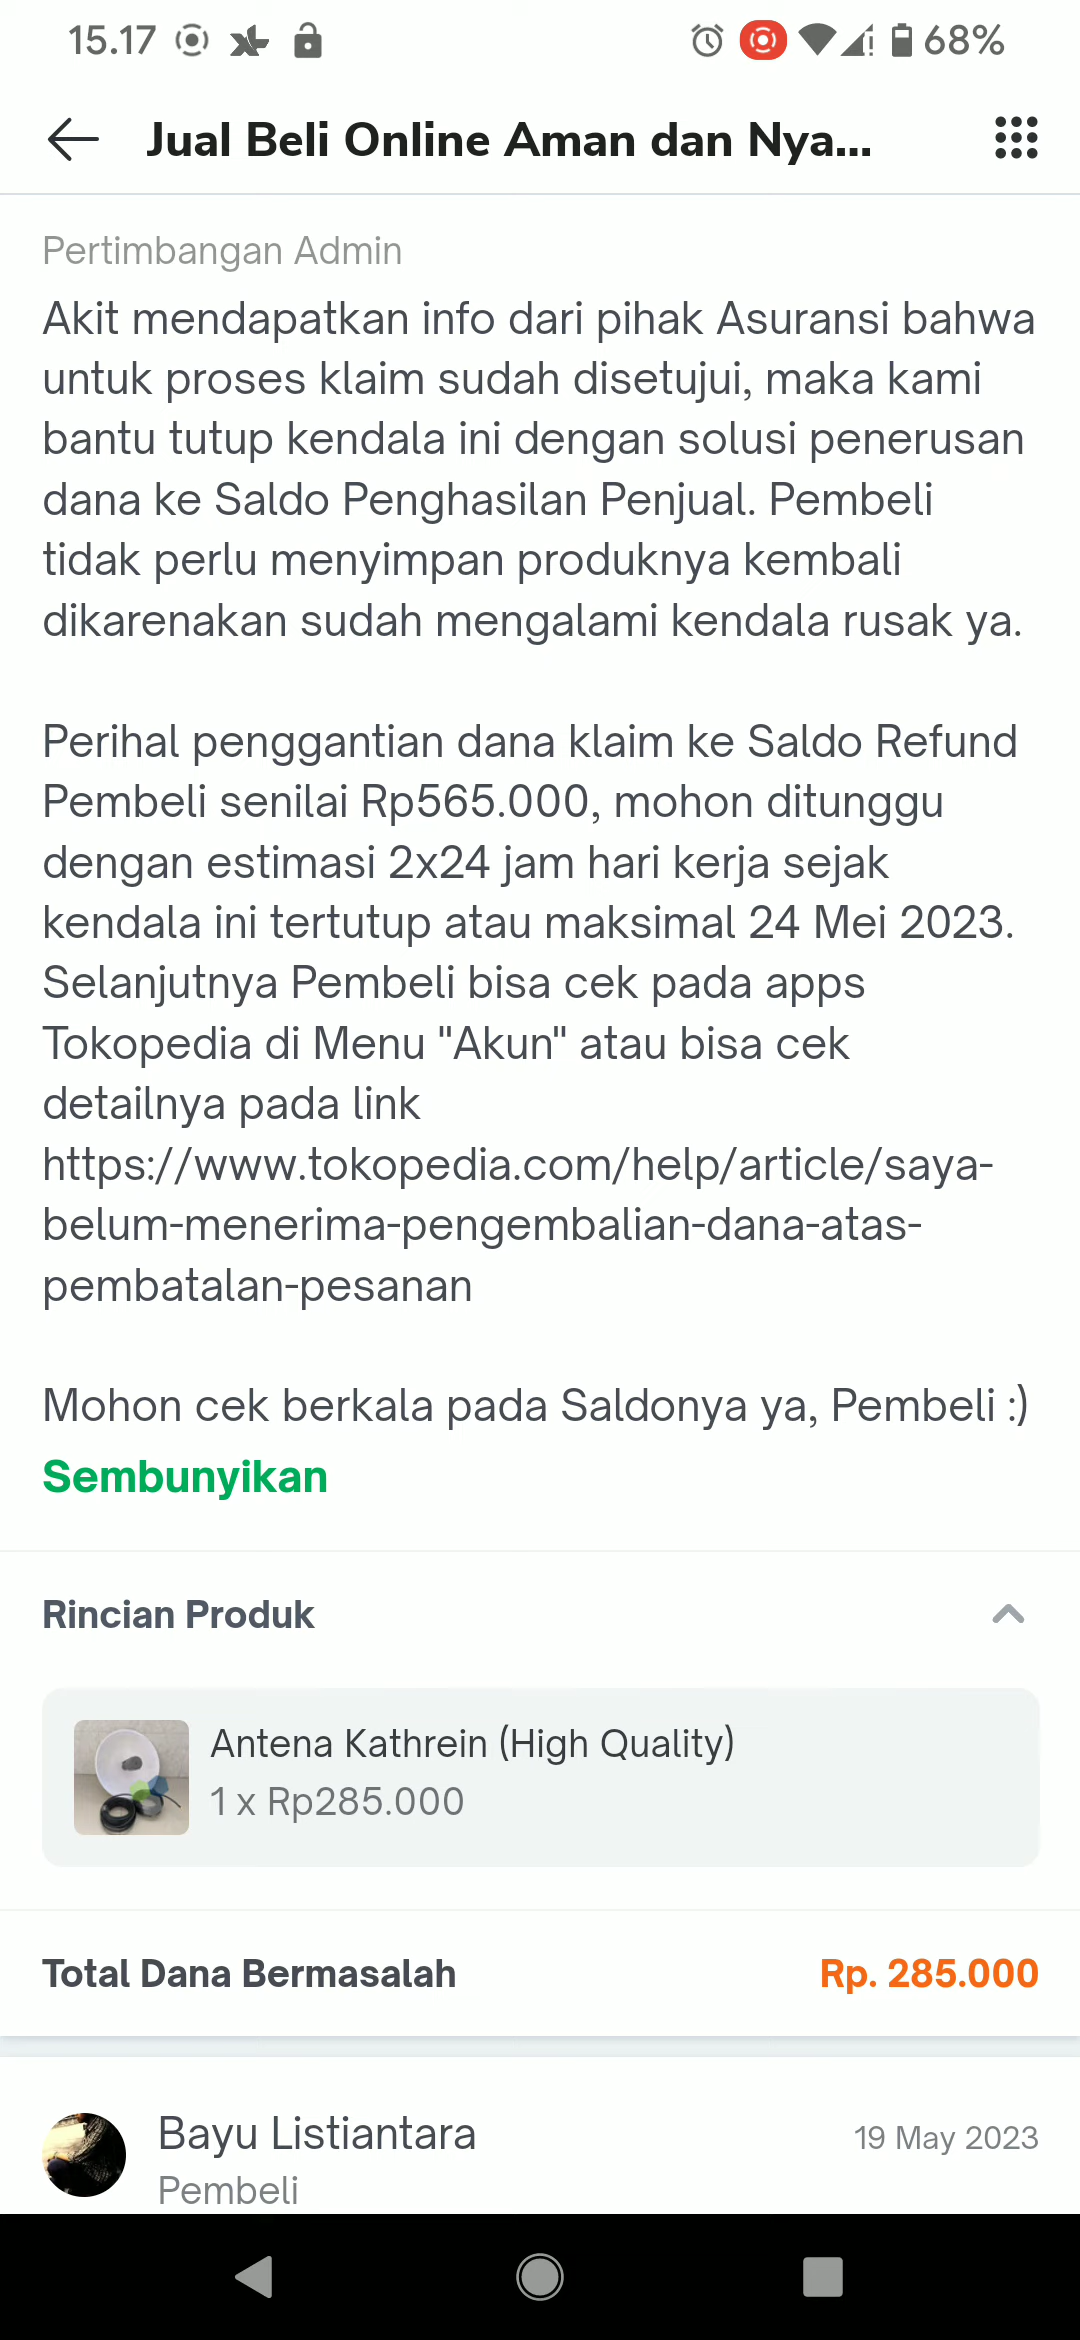 15.17
68%
Jual Beli Online Aman dan Nya...
Pertimbangan Admin
Akit mendapatkan info dari pihak Asuransi bahwa
untuk proses klaim sudah disetujui, maka kami
bantu tutup kendala ini dengan solusi penerusan
dana ke Saldo Penghasilan Penjual. Pembeli
tidak perlu menyimpan produknya kembali
dikarenakan sudah mengalami kendala rusak ya.
Perihal penggantian dana klaim ke Saldo Refund
Pembeli senilai Rp565.000, mohon ditunggu
dengan estimasi 2x24 jam hari kerja sejak
kendala ini tertutup atau maksimal 24 Mei 2023.
Selanjutnya Pembeli bisa cek pada apps
Tokopedia di Menu "Akun" atau bisa cek
detailnya pada link
https://www.tokopedia.com/help/article/saya-
belum-menerima-pengembalian-dana-atas-
pembatalan-pesanan
Mohon cek berkala pada Saldonya ya, Pembeli :)
Sembunyikan
Rincian Produk
Antena Kathrein (High Quality)
1 x Rp285.000
Total Dana Bermasalah
Rp. 285.000
Bayu Listiantara
19 May 2023
Pembeli